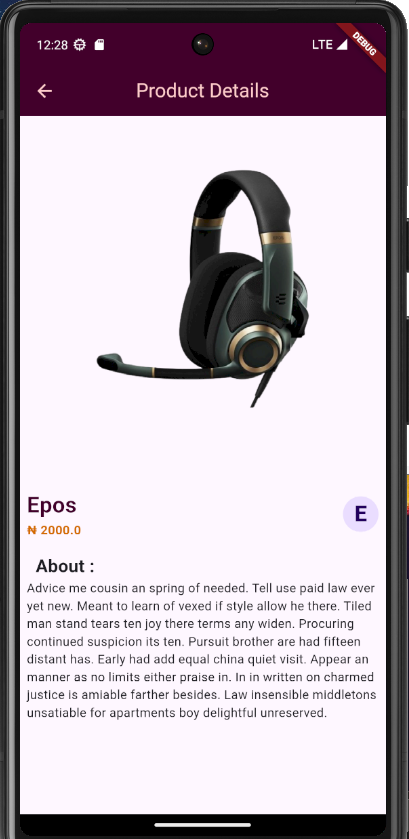 12:28 LTE
DEBUG
Product Details
Epos
E
₦ 2000.0
About :
Advice me cousin an spring of needed. Tell use paid law ever
yet new. Meant to learn of vexed if style allow he there. Tiled
man stand tears ten joy there terms any widen. Procuring
continued suspicion its ten. Pursuit brother are had fifteen
distant has. Early had add equal china quiet visit. Appear an
manner as no limits either praise in. In in written on charmed
justice is amiable farther besides. Law insensible middletons
unsatiable for apartments boy delightful unreserved.